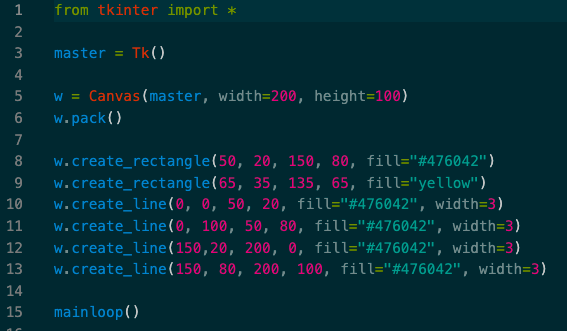 1 from tkinter import *
2
3 master = Tk()
4
5 w = Canvas(master, width=200, height=100)
6 w.pack()
7
8 w.create_rectangle(50, 20, 150, 80, fill="#476042")
9 w.create_rectangle(65, 35, 135, 65, fill="yellow")
10 w.create_line(0, 0, 50, 20, fill="#476042", width=3)
11 w.create_line(0, 100, 50, 80, fill="#476042", width=3)
12 w.create_line(150,20, 200, 0, fill="#476042", width=3)
13 w.create_line(150, 80, 200, 100, fill="#476042", width=3)
14
15 mainloop()